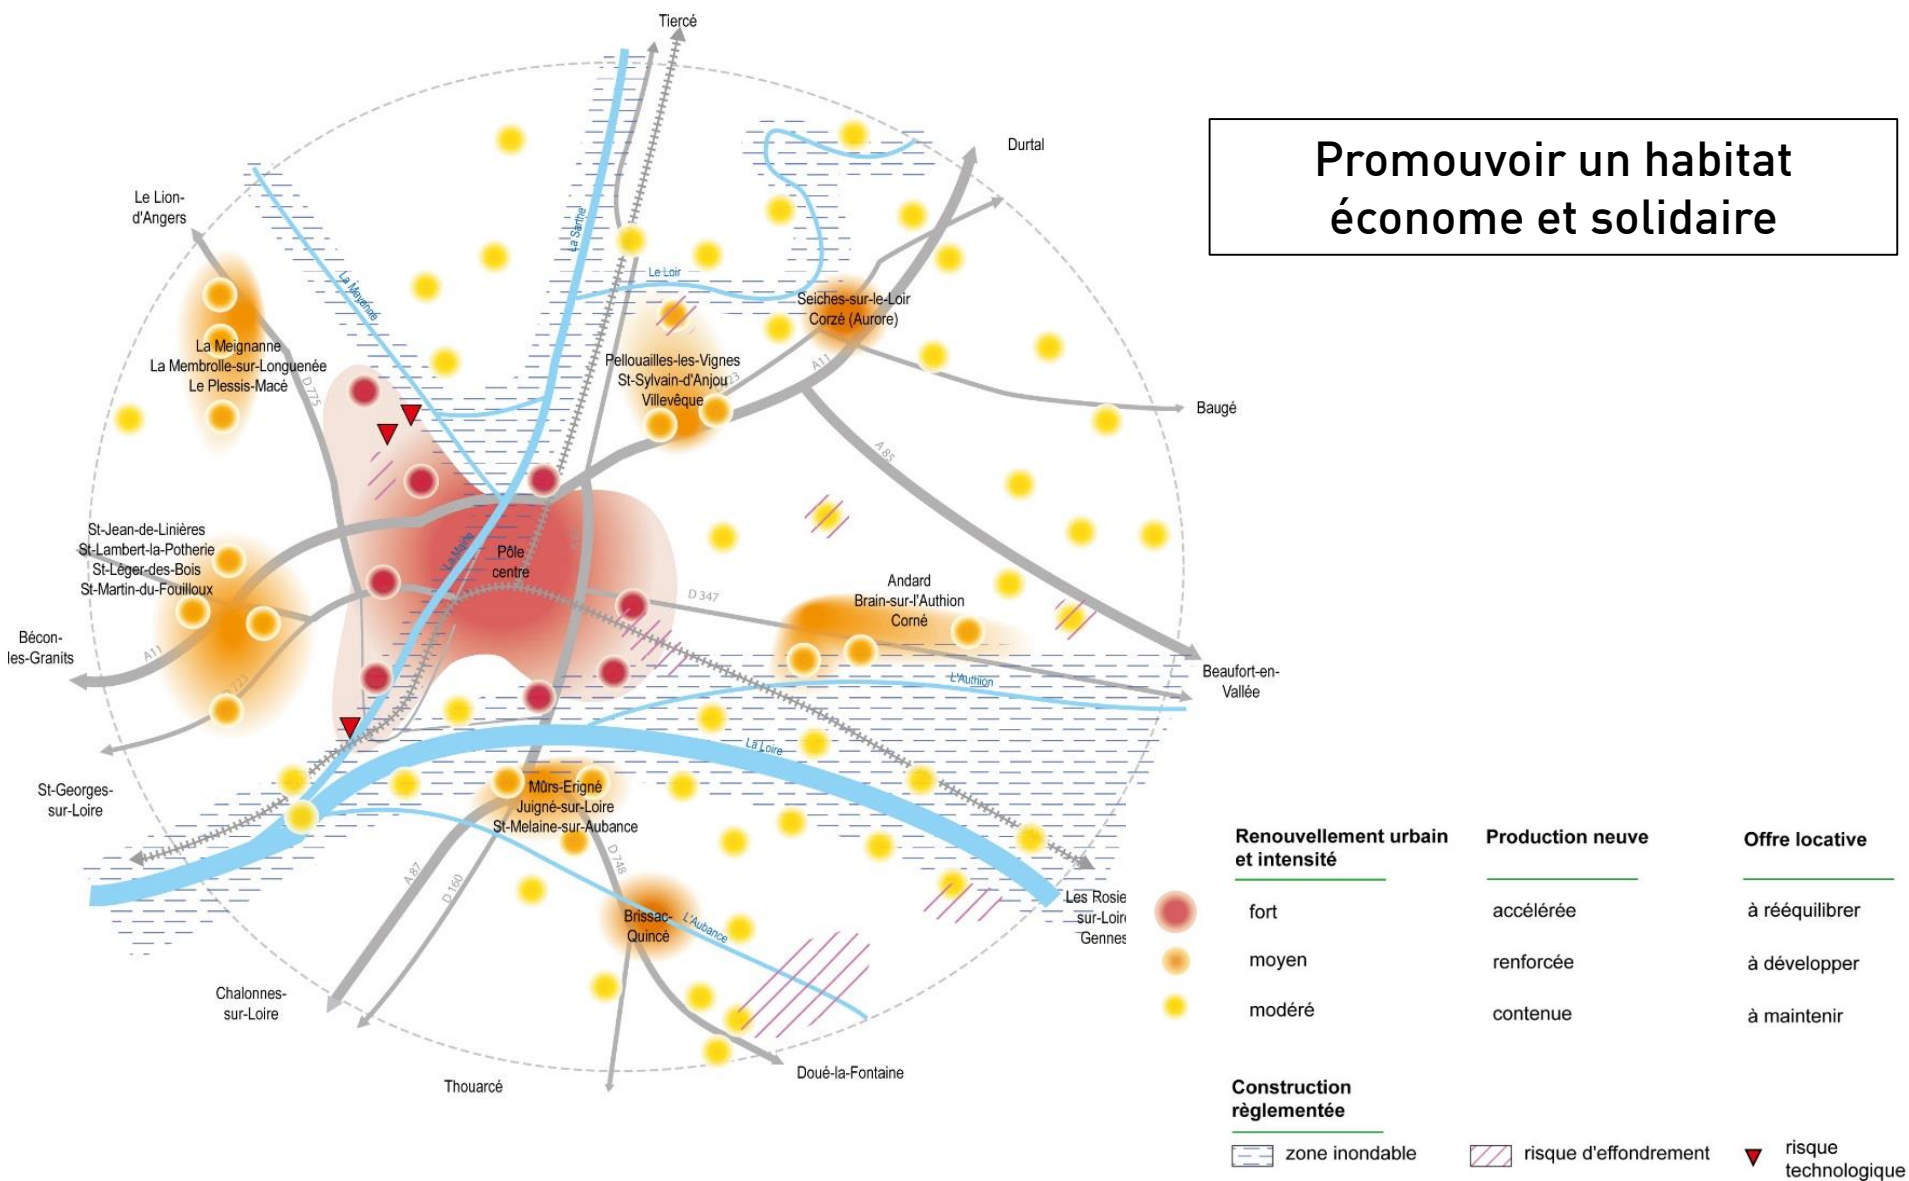 Tiercé
Promouvoir un habitat
économe et solidaire
Durtal
Le Lion-
d'Angers
La Sarthe
La Mayenne
Le Loir
Seiches-sur-le-Loir
Corzé (Aurore)
La Meignanne
La Membrolle-sur-Longuenée
Le Plessis-Macé
D 775
Pellouailles-les-Vignes
St-Sylvain-d'Anjou
Villevêque
A11
Baugé
A 85
St-Jean-de-Linières
St-Lambert-la-Potherie
St-Léger-des-Bois
St-Martin-du-Fouilloux
La Maine
Pôle
centre
D 347
Andard
Brain-sur-l'Authion
Corné
Bécon-
les-Granits
A11
Beaufort-en-
Vallée
L'Authion
La Loire
St-Georges-
sur-Loire
Mûrs-Erigné
Juigné-sur-Loire
St-Melaine-sur-Aubance
A 87
D 160
D 748
Brissac-
Quincé
L'Aubance
Les Rosie
sur-Loire
Gennes
Chalonnes-
sur-Loire
Thouarcé
Doué-la-Fontaine
Renouvellement urbain
et intensité
Production neuve
Offre locative
fort
accélérée
à rééquilibrer
moyen
renforcée
à développer
modéré
contenue
à maintenir
Construction
règlementée
zone inondable
risque d'effondrement
risque
technologique